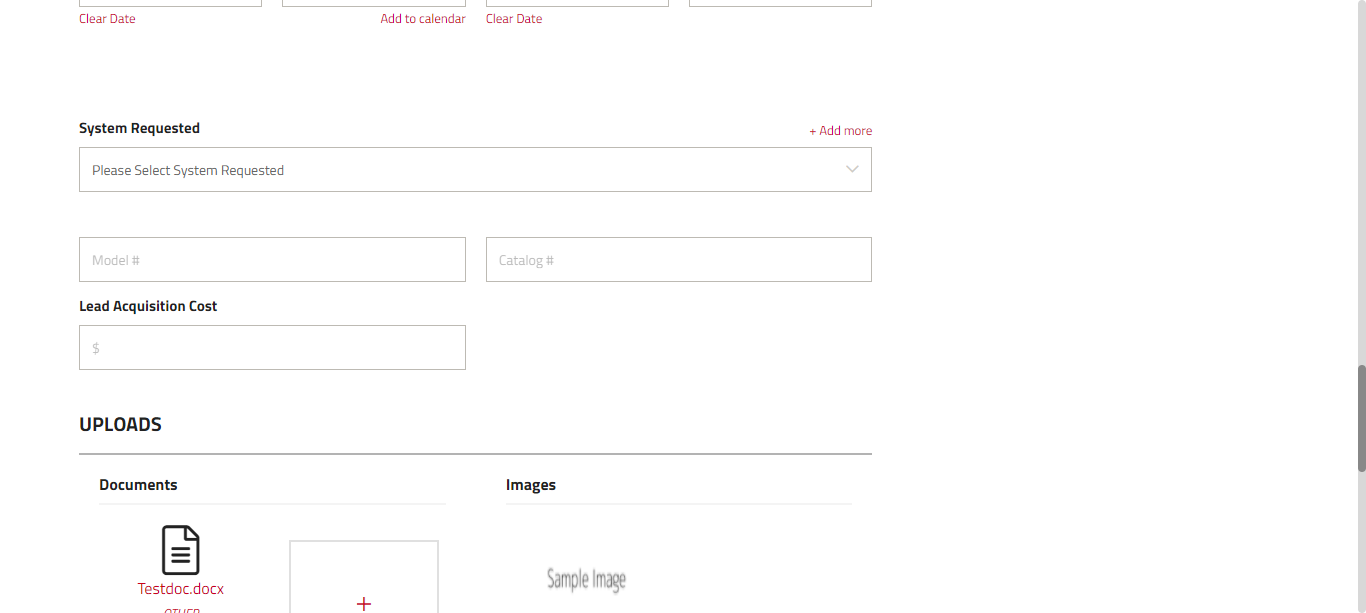 Clear Date
Add to calendar
Clear Date
System Requested
+ Add more
Please Select System Requested
Model #
Catalog #
Lead Acquisition Cost
$
UPLOADS
Documents
Images
Testdoc.docx
OTHER
+
Sample Image